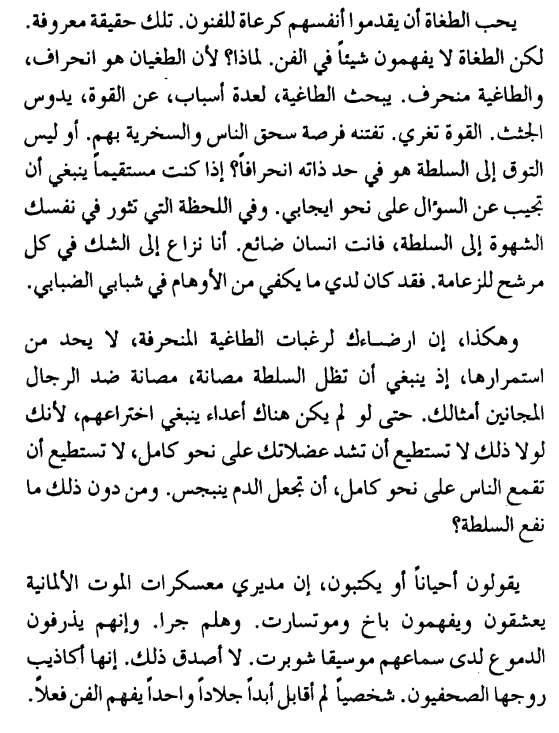 يحب الطغاة أن يقدموا أنفسهم كرعاة للفنون. تلك حقيقة معروفة.
لكن الطغاة لا يفهمون شيئاً في الفن. لماذا؟ لأن الطغيان هو انحراف،
والطاغية منحرف. يبحث الطاغية، لعدة أسباب، عن القوة، يدوس
الجثث. القوة تغري. تفتنه فرصة سحق الناس والسخرية بهم. أو ليس
التوق إلى السلطة هو في حد ذاته انحرافاً؟ إذا كنت مستقيماً ينبغي أن
تجيب عن السؤال على نحو ايجابي. وفي اللحظة التي تثور في نفسك
الشهوة إلى السلطة، فانت انسان ضائع. أنا نزاع إلى الشك في كل
مرشح للزعامة. فقد كان لدي ما يكفي من الأوهام في شبابي الضبابي.
وهكذا، إن ارضاءك لرغبات الطاغية المنحرفة، لا يحد من
استمرارها، إذ ينبغي أن تظل السلطة مصانة، مصانة ضد الرجال
المجانين أمثالك. حتى لو لم يكن هناك أعداء ينبغي اختراعهم، لأنك
لولا ذلك لا تستطيع أن تشد عضلاتك على نحو كامل، لا تستطيع أن
تقمع الناس على نحو كامل، أن تجعل الدم ينبجس. ومن دون ذلك ما
نفع السلطة؟
يقولون أحياناً أو يكتبون، إن مديري معسكرات الموت الألمانية
يعشقون ويفهمون باخ وموتسارت. وهلم جرا. وإنهم يذرفون
الدموع لدى سماعهم موسيقا شوبرت. لا أصدق ذلك. إنها أكاذيب
روجها الصحفيون. شخصياً لم أقابل أبداً جلاداً واحداً يفهم الفن فعلاً.